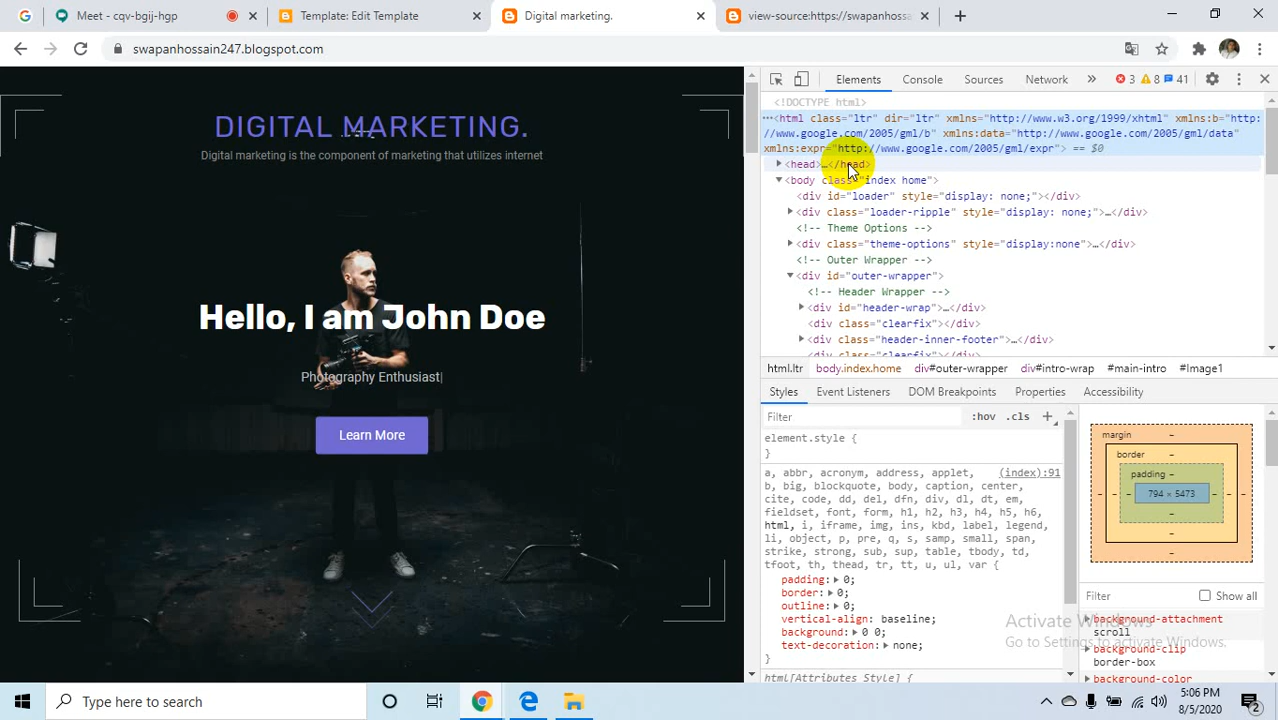 Meet - cqv-bgij-hgp
Template: Edit Template
Digital marketing.
view-source:https://swapanhossa
swapanhossain247.blogspot.com
DIGITAL MARKETING.
Digital marketing is the component of marketing that utilizes internet
Hello, I am John Doe
Photography Enthusiast|
Learn More
Elements Console Sources Network » 3 8 41
<!DOCTYPE html>
<html class="ltr" dir="ltr" xmlns="http://www.w3.org/1999/xhtml" xmlns:b="http:
//www.google.com/2005/gml/b" xmlns:data="http://www.google.com/2005/gml/data"
xmlns:expr="http://www.google.com/2005/gml/expr"> == $0
<head>…</head>
<body class="index home">
<div id="loader" style="display: none;"></div>
<div class="loader-ripple" style="display: none;">…</div>
<!-- Theme Options -->
<div class="theme-options" style="display:none">…</div>
<!-- Outer Wrapper -->
<div id="outer-wrapper">
<!-- Header Wrapper -->
<div id="header-wrap">…</div>
<div class="clearfix"></div>
<div class="header-inner-footer">…</div>
<div class="clearfix"></div>
html.ltr body.index.home div#outer-wrapper div#intro-wrap div#main-intro #Image1
Styles Event Listeners DOM Breakpoints Properties Accessibility
Filter :hov .cls +
element.style {
}
a, abbr, acronym, address, applet, (index):91
b, big, blockquote, body, caption, center,
cite, code, dd, del, dfn, div, dl, dt, em,
fieldset, font, form, h1, h2, h3, h4, h5, h6,
html, i, iframe, img, ins, kbd, label, legend,
li, object, p, pre, q, s, samp, small, span,
strike, strong, sub, sup, table, tbody, td,
tfoot, th, thead, tr, tt, u, ul, var {
padding: 0;
border: 0;
outline: 0;
vertical-align: baseline;
background: 0 0;
text-decoration: none;
}
html[Attributes Style] {
margin –
border –
padding –
– – – 794 × 5473 – – –
–
–
–
Filter Show all
background-attachment
scroll
background-clip
border-box
background-color
Activate Windows
Go to Settings to activate Windows.
Type here to search
5:06 PM
8/5/2020
2